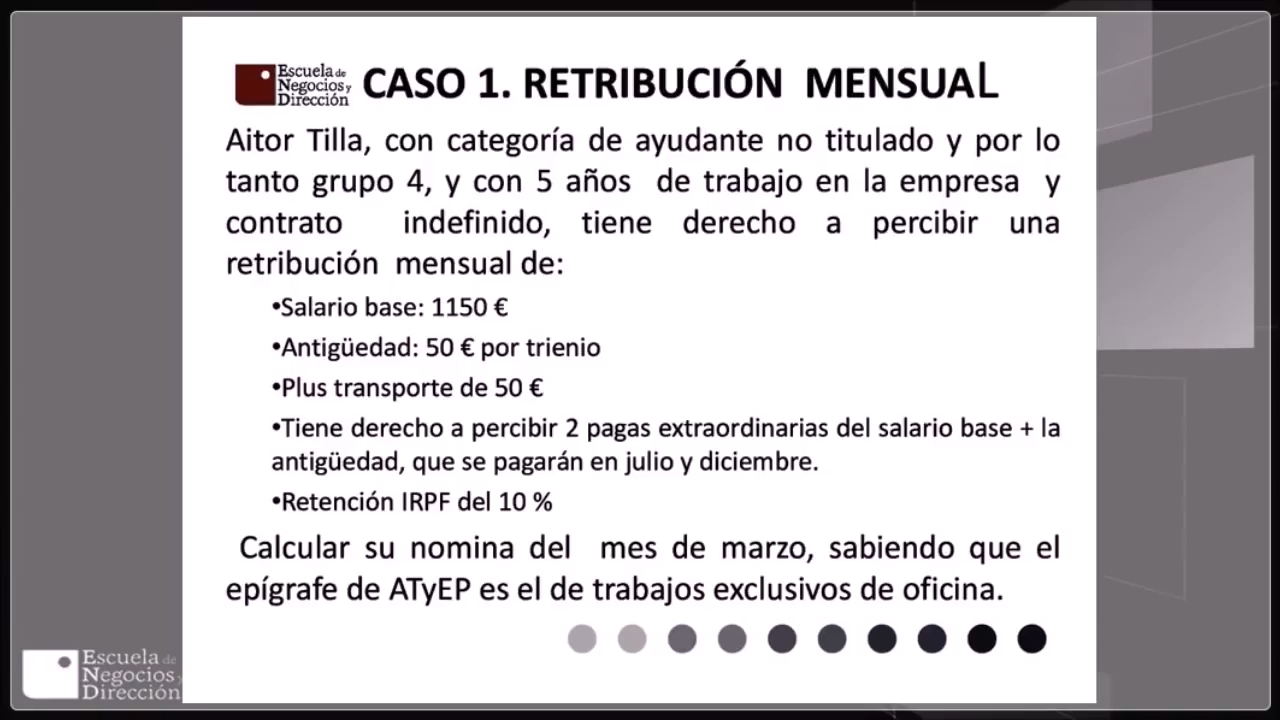 Escuela de
Negocios y
Dirección
CASO 1. RETRIBUCIÓN MENSUAL
Aitor Tilla, con categoría de ayudante no titulado y por lo
tanto grupo 4, y con 5 años de trabajo en la empresa y
contrato indefinido, tiene derecho a percibir una
retribución mensual de:
•Salario base: 1150 €
•Antigüedad: 50 € por trienio
•Plus transporte de 50 €
•Tiene derecho a percibir 2 pagas extraordinarias del salario base + la
antigüedad, que se pagarán en julio y diciembre.
•Retención IRPF del 10 %
Calcular su nomina del mes de marzo, sabiendo que el
epígrafe de ATyEP es el de trabajos exclusivos de oficina.
Escuela de
Negocios y
Dirección